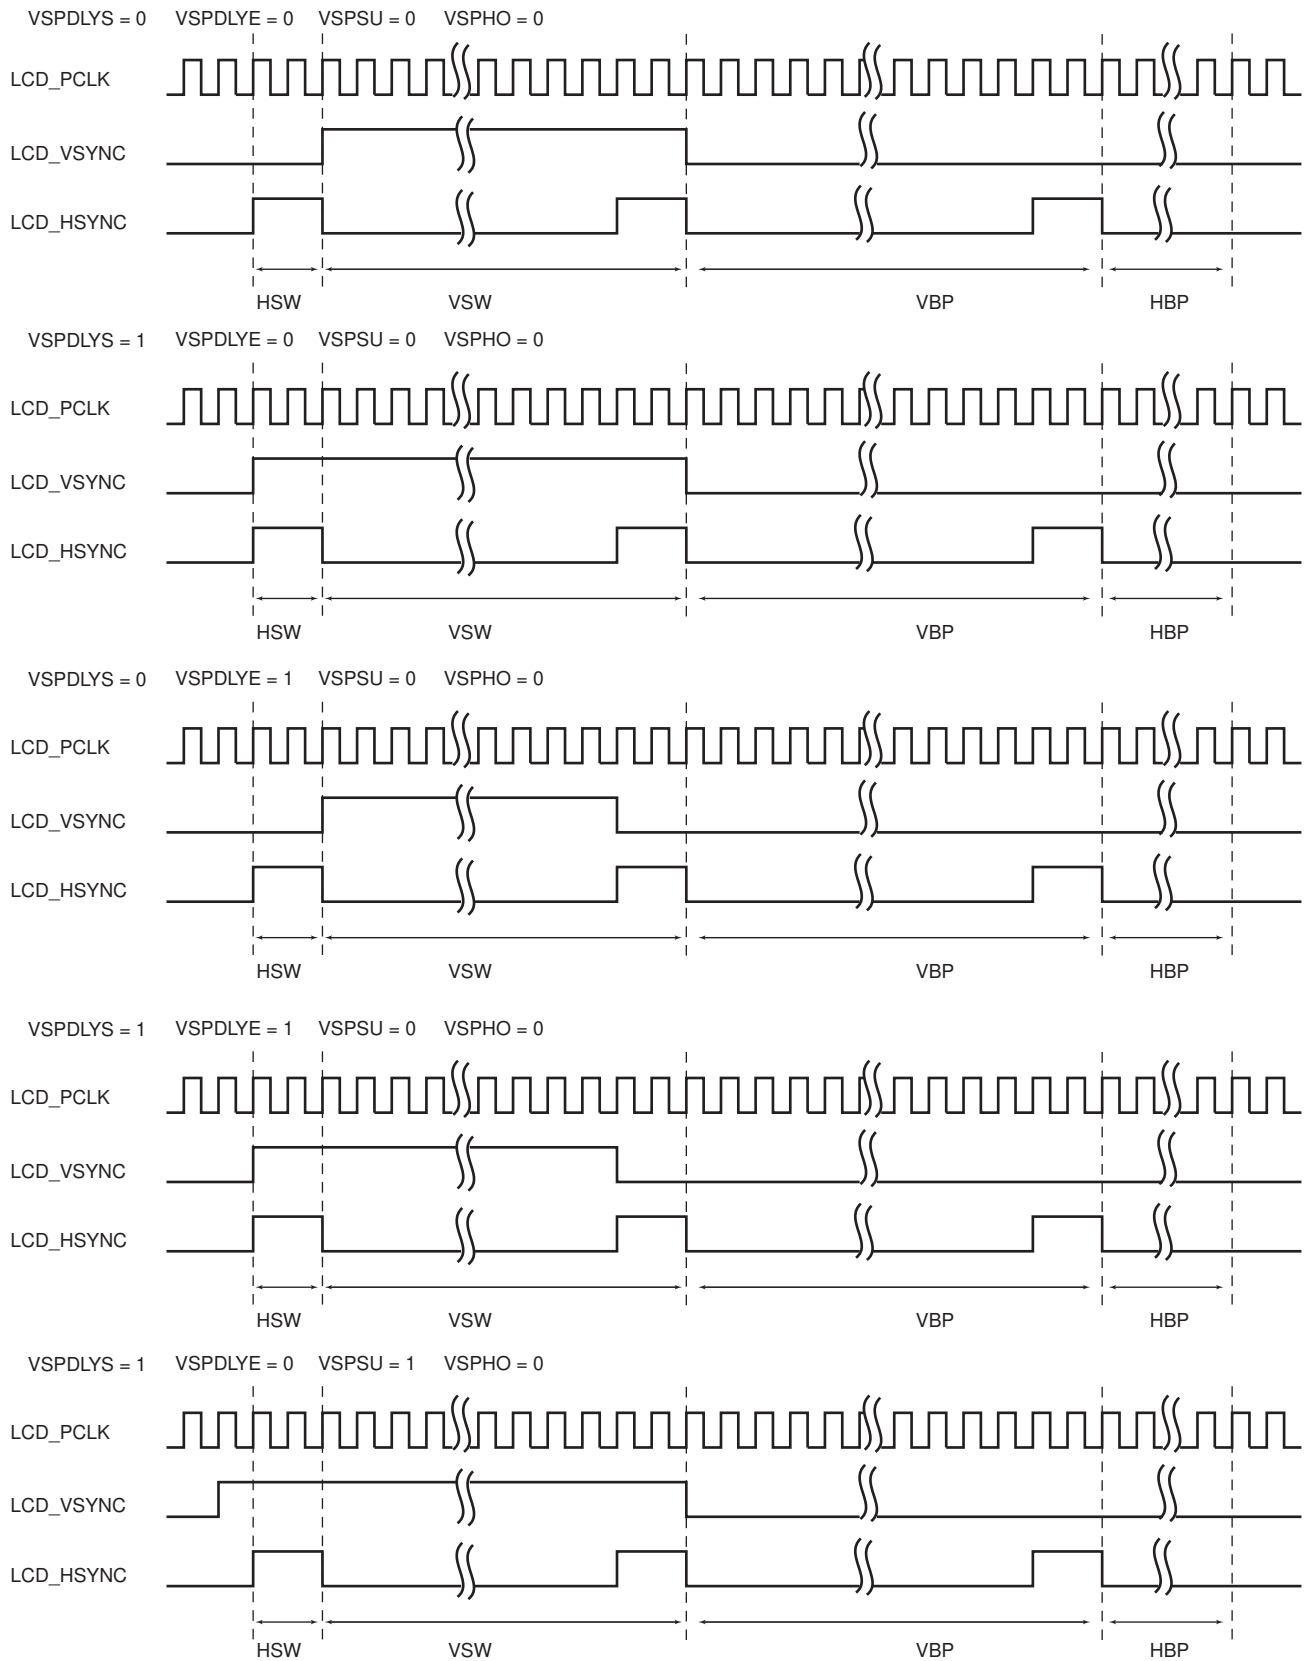 VSPDLYS = 0 VSPDLYE = 0 VSPSU = 0 VSPHO = 0
LCD_PCLK
LCD_VSYNC
LCD_HSYNC
HSW VSW VBP HBP
VSPDLYS = 1 VSPDLYE = 0 VSPSU = 0 VSPHO = 0
LCD_PCLK
LCD_VSYNC
LCD_HSYNC
HSW VSW VBP HBP
VSPDLYS = 0 VSPDLYE = 1 VSPSU = 0 VSPHO = 0
LCD_PCLK
LCD_VSYNC
LCD_HSYNC
HSW VSW VBP HBP
VSPDLYS = 1 VSPDLYE = 1 VSPSU = 0 VSPHO = 0
LCD_PCLK
LCD_VSYNC
LCD_HSYNC
HSW VSW VBP HBP
VSPDLYS = 1 VSPDLYE = 0 VSPSU = 1 VSPHO = 0
LCD_PCLK
LCD_VSYNC
LCD_HSYNC
HSW VSW VBP HBP